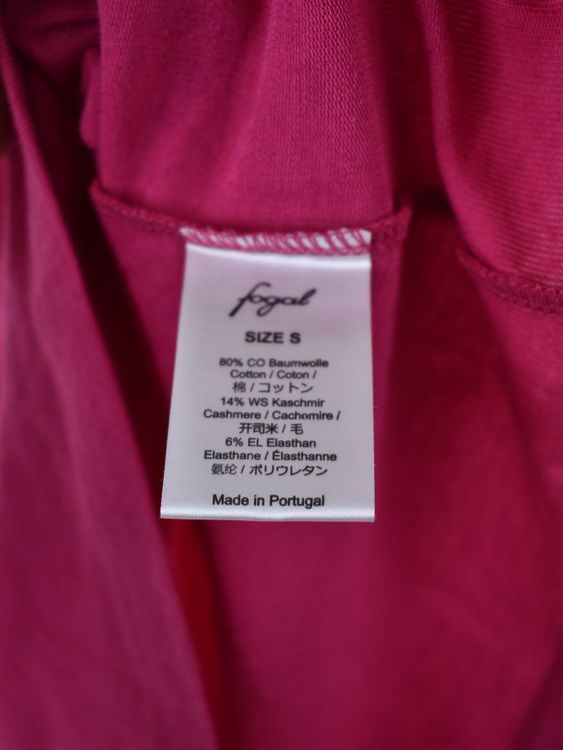 fogal
SIZE S
80% CO Baumwolle
Cotton / Coton /
棉 / コットン
14% WS Kaschmir
Cashmere / Cachemire /
开司米 / 毛
6% EL Elasthan
Elasthane / Élasthanne
氨纶 / ポリウレタン
Made in Portugal